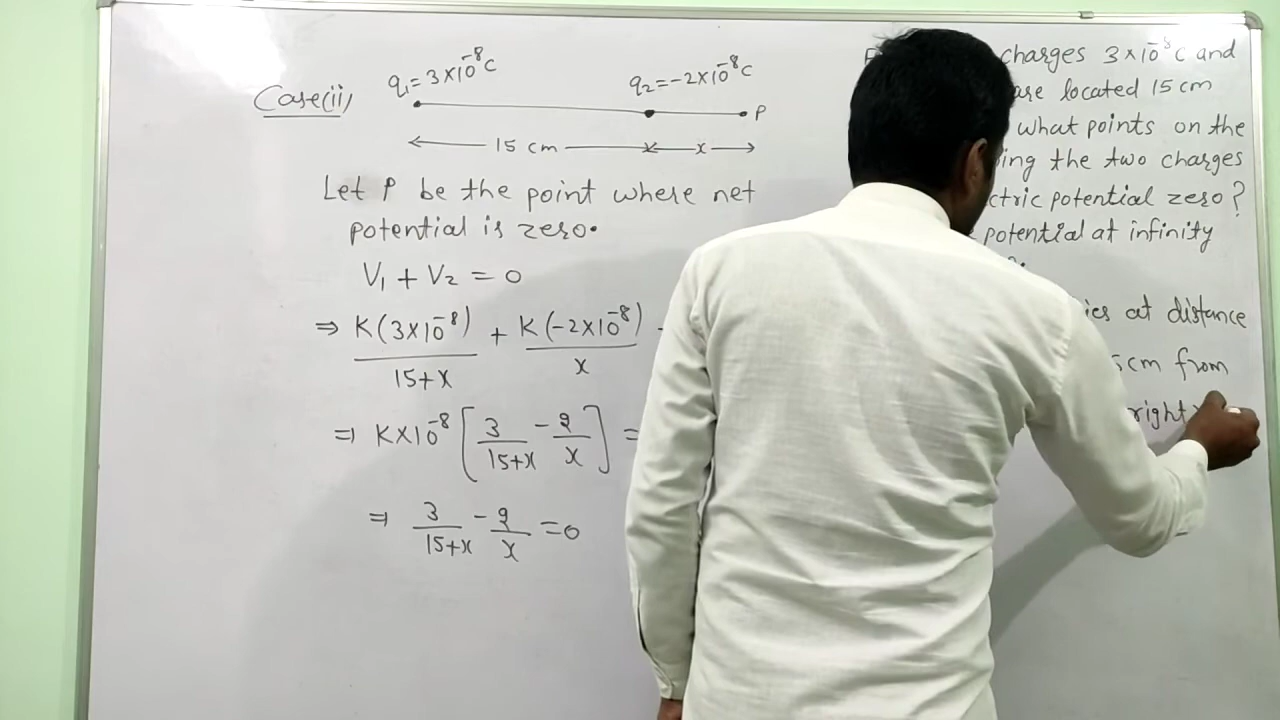 Case(ii)
q₁=3×10⁻⁸C
q₂=-2×10⁻⁸C
P
15 cm
x
Let P be the point where net
potential is zero.
V₁ + V₂ = 0
⇒ K(3×10⁻⁸)/15+x + K(-2×10⁻⁸)/x
⇒ K×10⁻⁸ [3/15+x - 2/x] =
⇒ 3/15+x - 2/x = 0
charges 3×10⁻⁸C and
are located 15 cm
what points on the
the two charges
potential zero?
potential at infinity
at distance
cm from
right